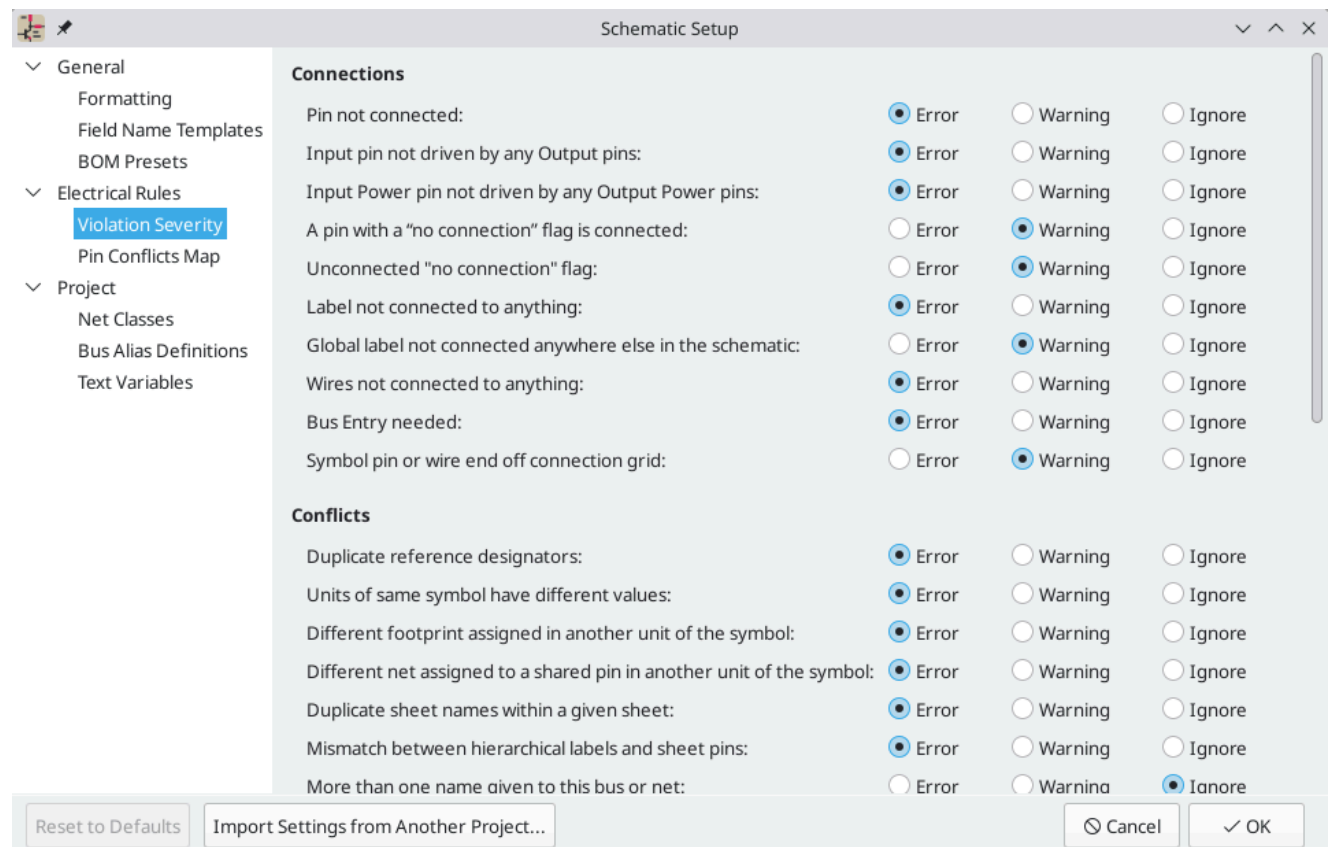 Schematic Setup
General
Formatting
Field Name Templates
BOM Presets
Electrical Rules
Violation Severity
Pin Conflicts Map
Project
Net Classes
Bus Alias Definitions
Text Variables
Connections
Pin not connected: Error Warning Ignore
Input pin not driven by any Output pins: Error Warning Ignore
Input Power pin not driven by any Output Power pins: Error Warning Ignore
A pin with a “no connection” flag is connected: Error Warning Ignore
Unconnected "no connection" flag: Error Warning Ignore
Label not connected to anything: Error Warning Ignore
Global label not connected anywhere else in the schematic: Error Warning Ignore
Wires not connected to anything: Error Warning Ignore
Bus Entry needed: Error Warning Ignore
Symbol pin or wire end off connection grid: Error Warning Ignore
Conflicts
Duplicate reference designators: Error Warning Ignore
Units of same symbol have different values: Error Warning Ignore
Different footprint assigned in another unit of the symbol: Error Warning Ignore
Different net assigned to a shared pin in another unit of the symbol: Error Warning Ignore
Duplicate sheet names within a given sheet: Error Warning Ignore
Mismatch between hierarchical labels and sheet pins: Error Warning Ignore
More than one name given to this bus or net: Error Warning Ignore
Reset to Defaults Import Settings from Another Project... Cancel OK